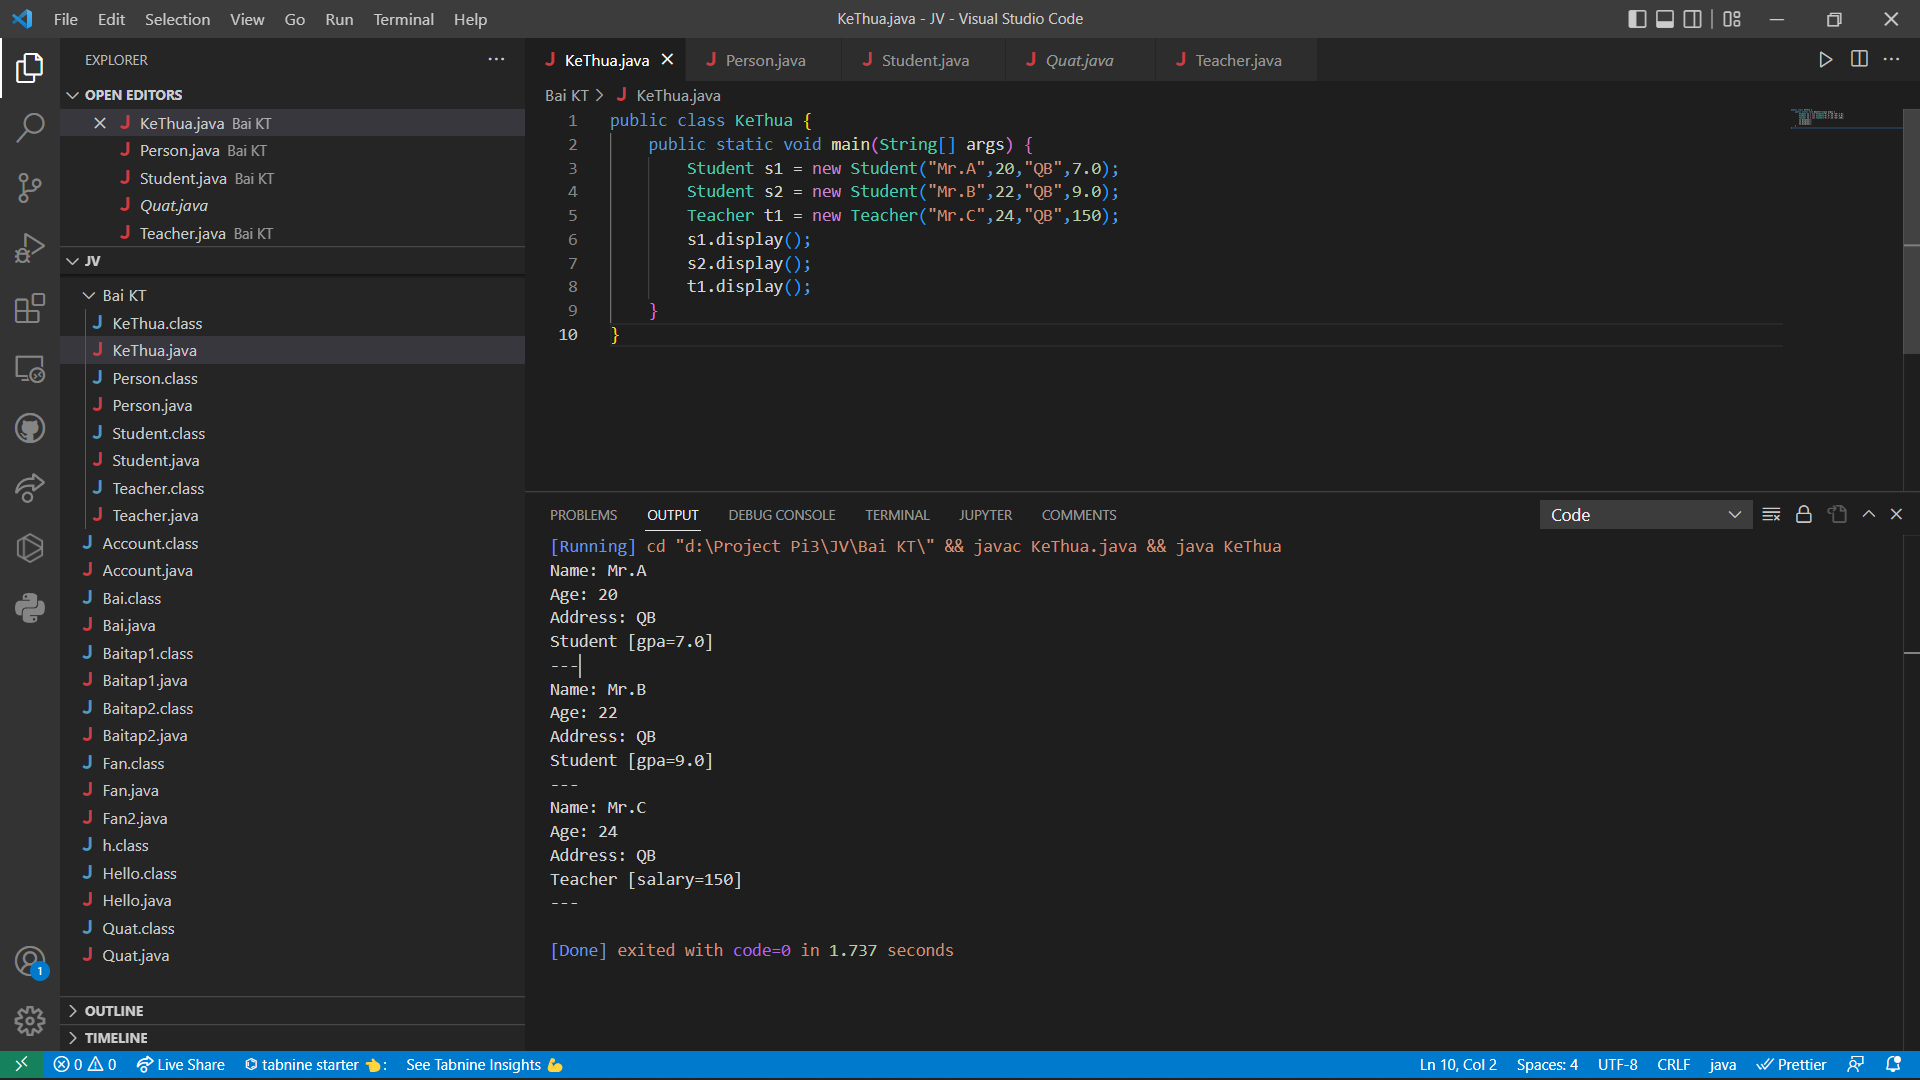 File Edit Selection View Go Run Terminal Help
KeThua.java - JV - Visual Studio Code
EXPLORER
OPEN EDITORS
KeThua.java Bai KT
Person.java Bai KT
Student.java Bai KT
Quat.java
Teacher.java Bai KT
JV
Bai KT
KeThua.class
KeThua.java
Person.class
Person.java
Student.class
Student.java
Teacher.class
Teacher.java
Account.class
Account.java
Bai.class
Bai.java
Baitap1.class
Baitap1.java
Baitap2.class
Baitap2.java
Fan.class
Fan.java
Fan2.java
h.class
Hello.class
Hello.java
Quat.class
Quat.java
OUTLINE
TIMELINE
KeThua.java Person.java Student.java Quat.java Teacher.java
Bai KT > KeThua.java
1 public class KeThua {
2 public static void main(String[] args) {
3 Student s1 = new Student("Mr.A",20,"QB",7.0);
4 Student s2 = new Student("Mr.B",22,"QB",9.0);
5 Teacher t1 = new Teacher("Mr.C",24,"QB",150);
6 s1.display();
7 s2.display();
8 t1.display();
9 }
10 }
PROBLEMS OUTPUT DEBUG CONSOLE TERMINAL JUPYTER COMMENTS
Code
[Running] cd "d:\Project Pi3\JV\Bai KT\" && javac KeThua.java && java KeThua
Name: Mr.A
Age: 20
Address: QB
Student [gpa=7.0]
---
Name: Mr.B
Age: 22
Address: QB
Student [gpa=9.0]
---
Name: Mr.C
Age: 24
Address: QB
Teacher [salary=150]
---
[Done] exited with code=0 in 1.737 seconds
1
0 0 Live Share tabnine starter 👈: See Tabnine Insights 💪
Ln 10, Col 2 Spaces: 4 UTF-8 CRLF java Prettier